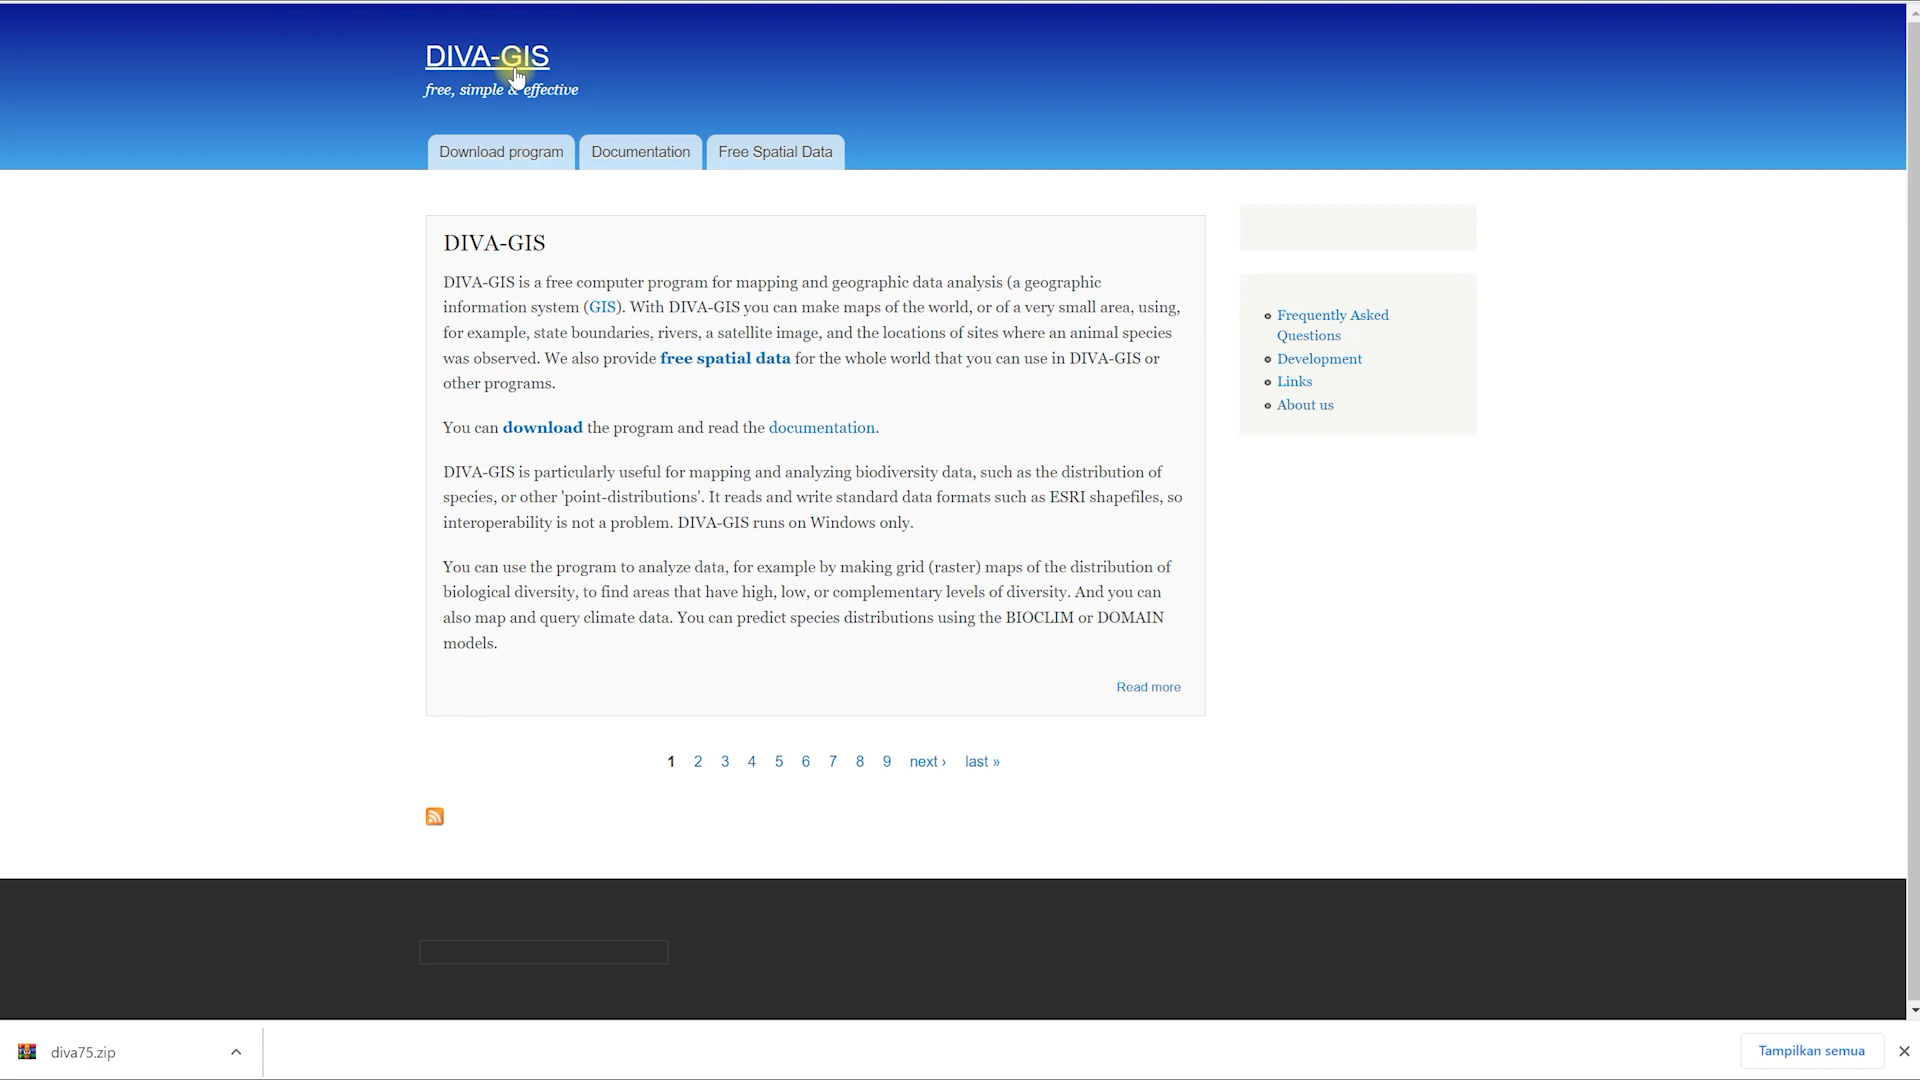 DIVA-GIS
free, simple & effective
Download program
Documentation
Free Spatial Data
DIVA-GIS
DIVA-GIS is a free computer program for mapping and geographic data analysis (a geographic
information system (GIS). With DIVA-GIS you can make maps of the world, or of a very small area, using,
for example, state boundaries, rivers, a satellite image, and the locations of sites where an animal species
was observed. We also provide free spatial data for the whole world that you can use in DIVA-GIS or
other programs.
You can download the program and read the documentation.
DIVA-GIS is particularly useful for mapping and analyzing biodiversity data, such as the distribution of
species, or other 'point-distributions'. It reads and write standard data formats such as ESRI shapefiles, so
interoperability is not a problem. DIVA-GIS runs on Windows only.
You can use the program to analyze data, for example by making grid (raster) maps of the distribution of
biological diversity, to find areas that have high, low, or complementary levels of diversity. And you can
also map and query climate data. You can predict species distributions using the BIOCLIM or DOMAIN
models.
Read more
1 2 3 4 5 6 7 8 9 next › last »
Frequently Asked
Questions
Development
Links
About us
diva75.zip
Tampilkan semua